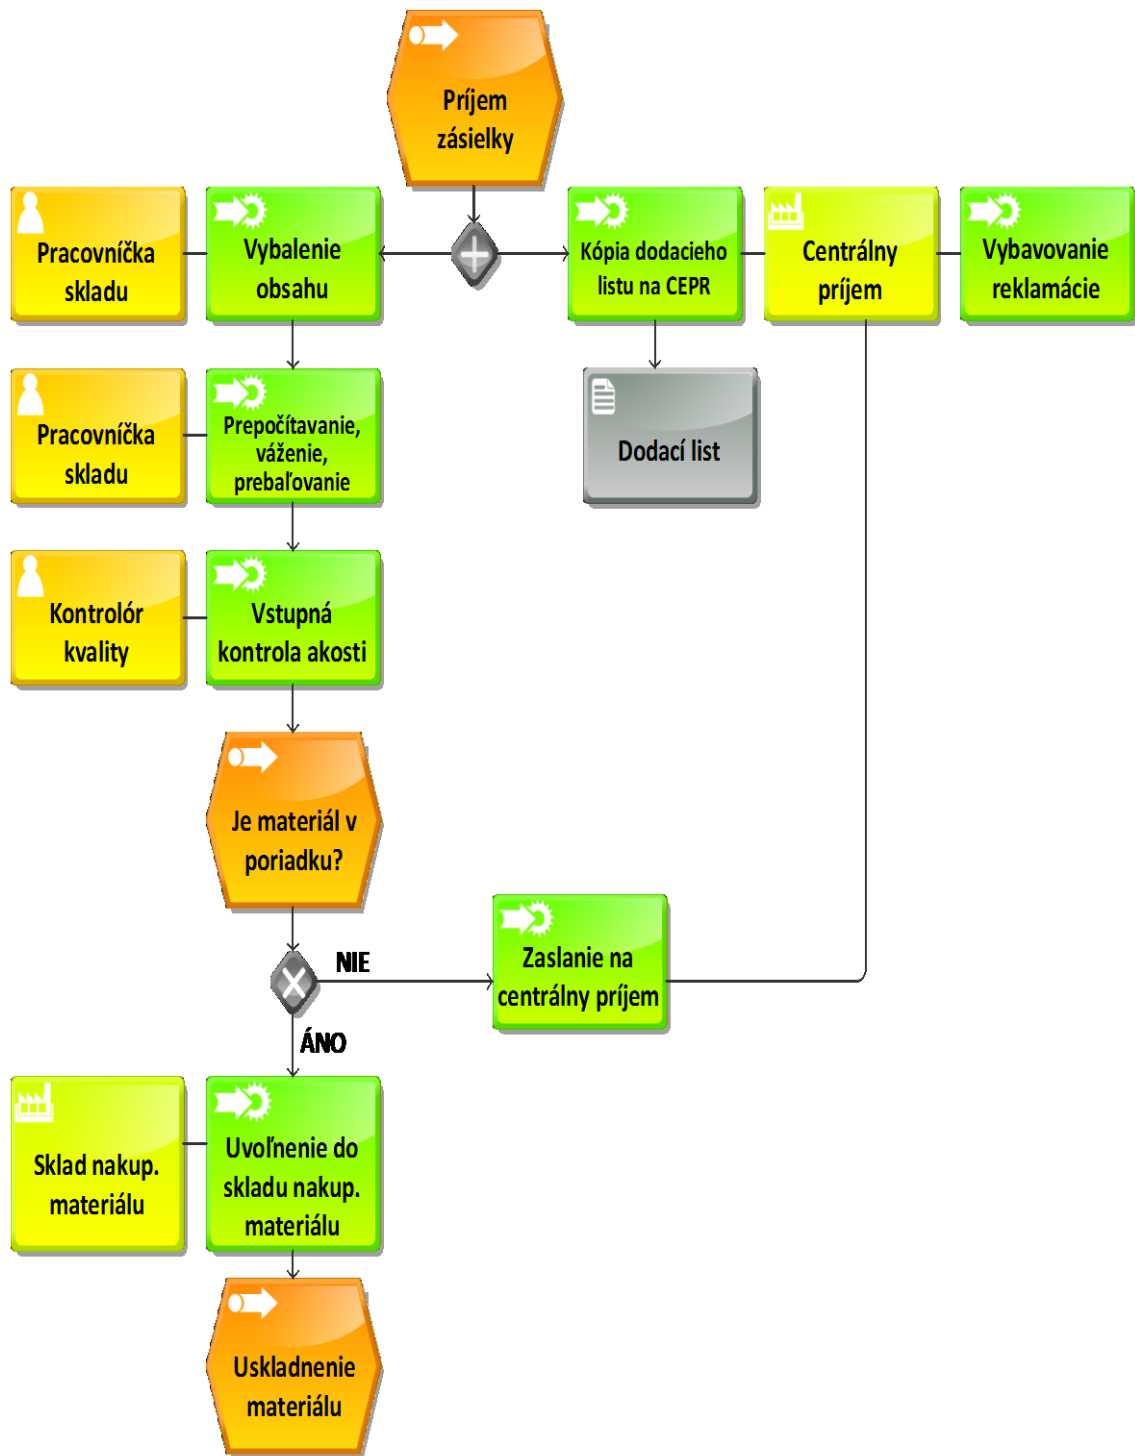 Príjem
zásielky
Pracovníčka
skladu
Vybalenie
obsahu
Kópia dodacieho
listu na CEPR
Centrálny
príjem
Vybavovanie
reklamácie
Pracovníčka
skladu
Prepočítavanie,
váženie,
prebaľovanie
Dodací list
Kontrolór
kvality
Vstupná
kontrola akosti
Je materiál v
poriadku?
NIE
Zaslanie na
centrálny príjem
ÁNO
Sklad nakup.
materiálu
Uvoľnenie do
skladu nakup.
materiálu
Uskladnenie
materiálu